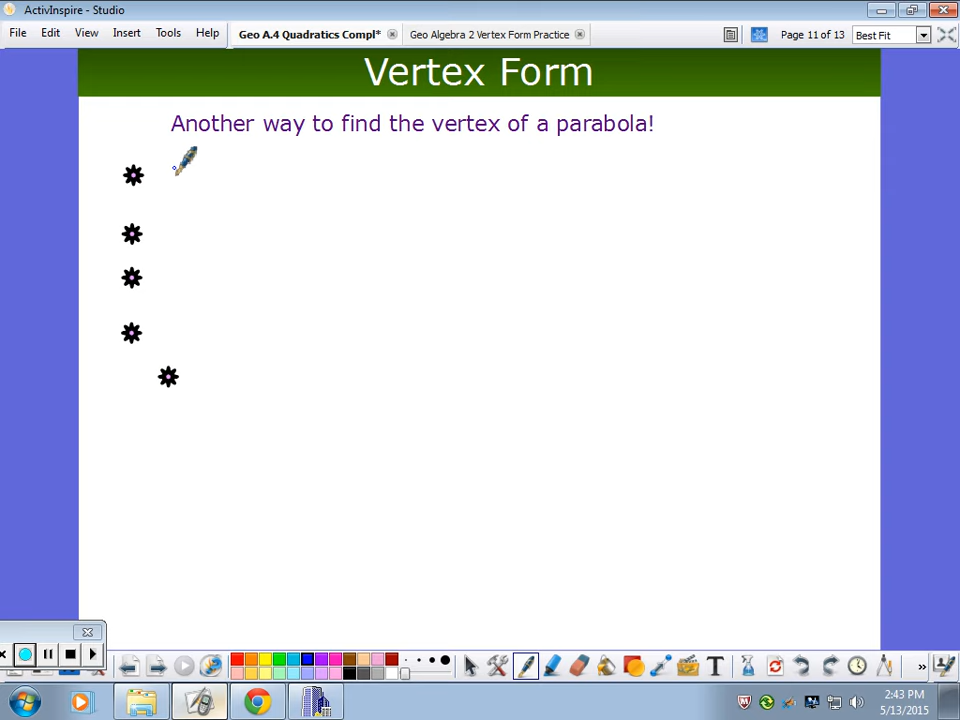 ActivInspire - Studio
File Edit View Insert Tools Help
Geo A.4 Quadratics Compl*
Geo Algebra 2 Vertex Form Practice
Page 11 of 13
Best Fit
Vertex Form
Another way to find the vertex of a parabola!
T
»
2:43 PM
5/13/2015